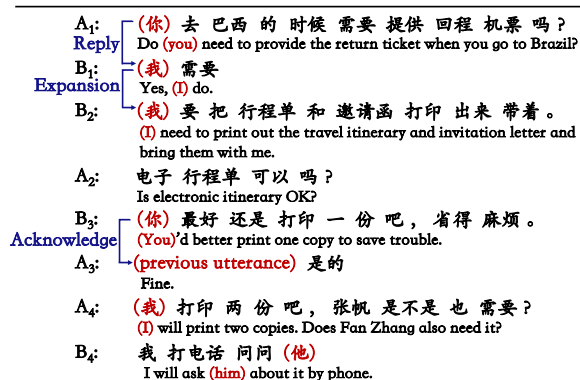 A1: (你) 去 巴西 的 时候 需要 提供 回程 机票 吗？
Reply Do (you) need to provide the return ticket when you go to Brazil?
B1: (我) 需要
Expansion Yes, (I) do.
B2: (我) 要 把 行程单 和 邀请函 打印 出来 带着 。
(I) need to print out the travel itinerary and invitation letter and
bring them with me.
A2: 电子 行程单 可以 吗？
Is electronic itinerary OK?
B3: (你) 最好 还是 打印 一 份 吧 ， 省得 麻烦 。
Acknowledge (You)'d better print one copy to save trouble.
A3: (previous utterance) 是的
Fine.
A4: (我) 打印 两 份 吧 ， 张帆 是不是 也 需要？
(I) will print two copies. Does Fan Zhang also need it?
B4: 我 打电话 问问 (他)
I will ask (him) about it by phone.